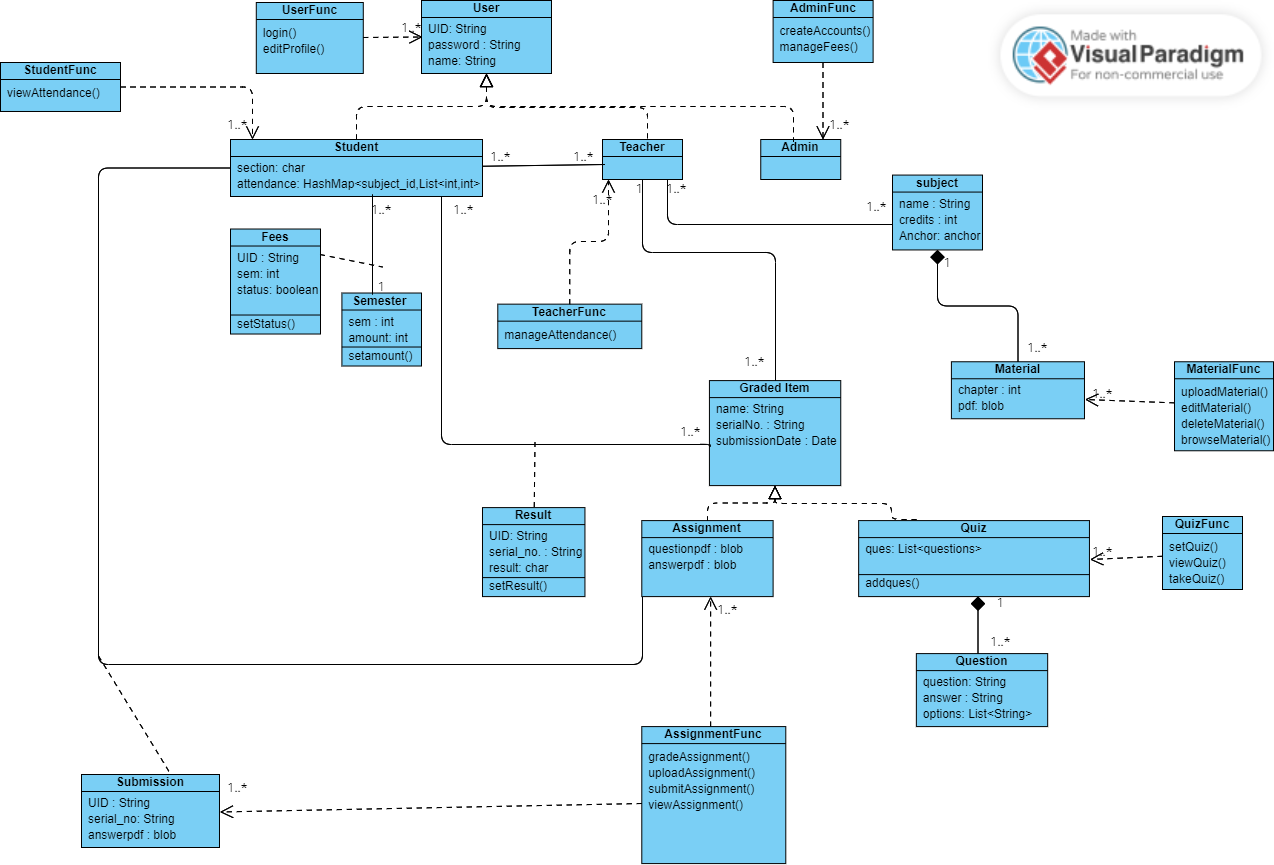 UserFunc
login()
editProfile()
1..*
User
UID: String
password : String
name: String
AdminFunc
createAccounts()
manageFees()
Made with
Visual Paradigm
For non-commercial use
StudentFunc
viewAttendance()
1..*
1..*
Student
section: char
attendance: HashMap<subject_id,List<int,int>
1..*
1..*
Teacher
Admin
subject
name : String
credits : int
Anchor: anchor
1..*
1..*
1..*
1
1..*
1..*
1
Fees
UID : String
sem: int
status: boolean
setStatus()
1
Semester
sem : int
amount: int
setamount()
TeacherFunc
manageAttendance()
1..*
1..*
Material
chapter : int
pdf: blob
1..*
MaterialFunc
uploadMaterial()
editMaterial()
deleteMaterial()
browseMaterial()
Graded Item
name: String
serialNo. : String
submissionDate : Date
1..*
Result
UID: String
serial_no. : String
result: char
setResult()
Assignment
questionpdf : blob
answerpdf : blob
1..*
Quiz
ques: List<questions>
addques()
1..*
QuizFunc
setQuiz()
viewQuiz()
takeQuiz()
1
1..*
Question
question: String
answer : String
options: List<String>
AssignmentFunc
gradeAssignment()
uploadAssignment()
submitAssignment()
viewAssignment()
Submission
UID : String
serial_no: String
answerpdf : blob
1..*